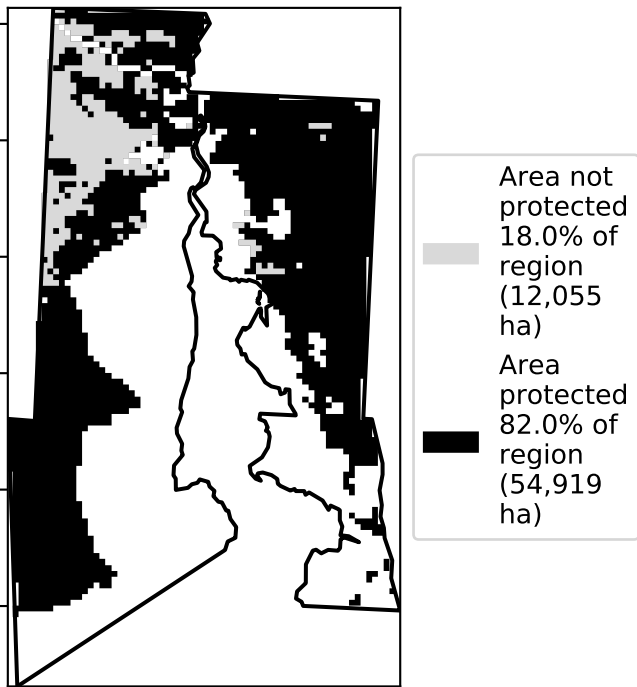 Area not
protected
18.0% of
region
(12,055
ha)
Area
protected
82.0% of
region
(54,919
ha)